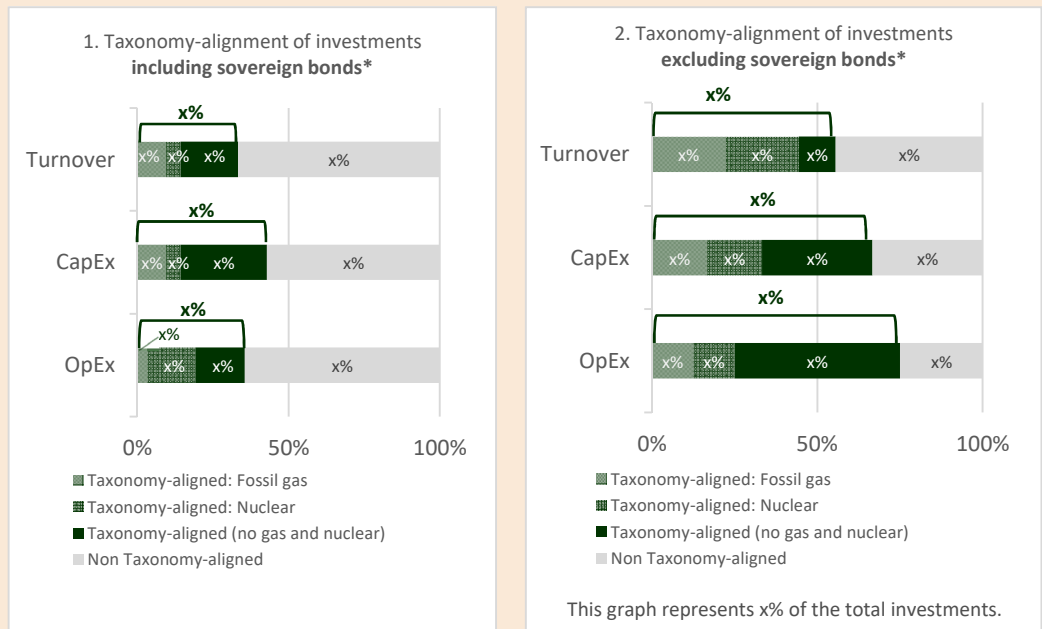 1. Taxonomy-alignment of investments
including sovereign bonds*
x%
Turnover
x% x% x% x%
x%
CapEx
x% x% x% x%
x%
x%
OpEx
x% x% x%
0% 50% 100%
Taxonomy-aligned: Fossil gas
Taxonomy-aligned: Nuclear
Taxonomy-aligned (no gas and nuclear)
Non Taxonomy-aligned
2. Taxonomy-alignment of investments
excluding sovereign bonds*
x%
Turnover
x% x% x% x%
x%
CapEx
x% x% x% x%
x%
OpEx
x% x% x% x%
0% 50% 100%
Taxonomy-aligned: Fossil gas
Taxonomy-aligned: Nuclear
Taxonomy-aligned (no gas and nuclear)
Non Taxonomy-aligned
This graph represents x% of the total investments.